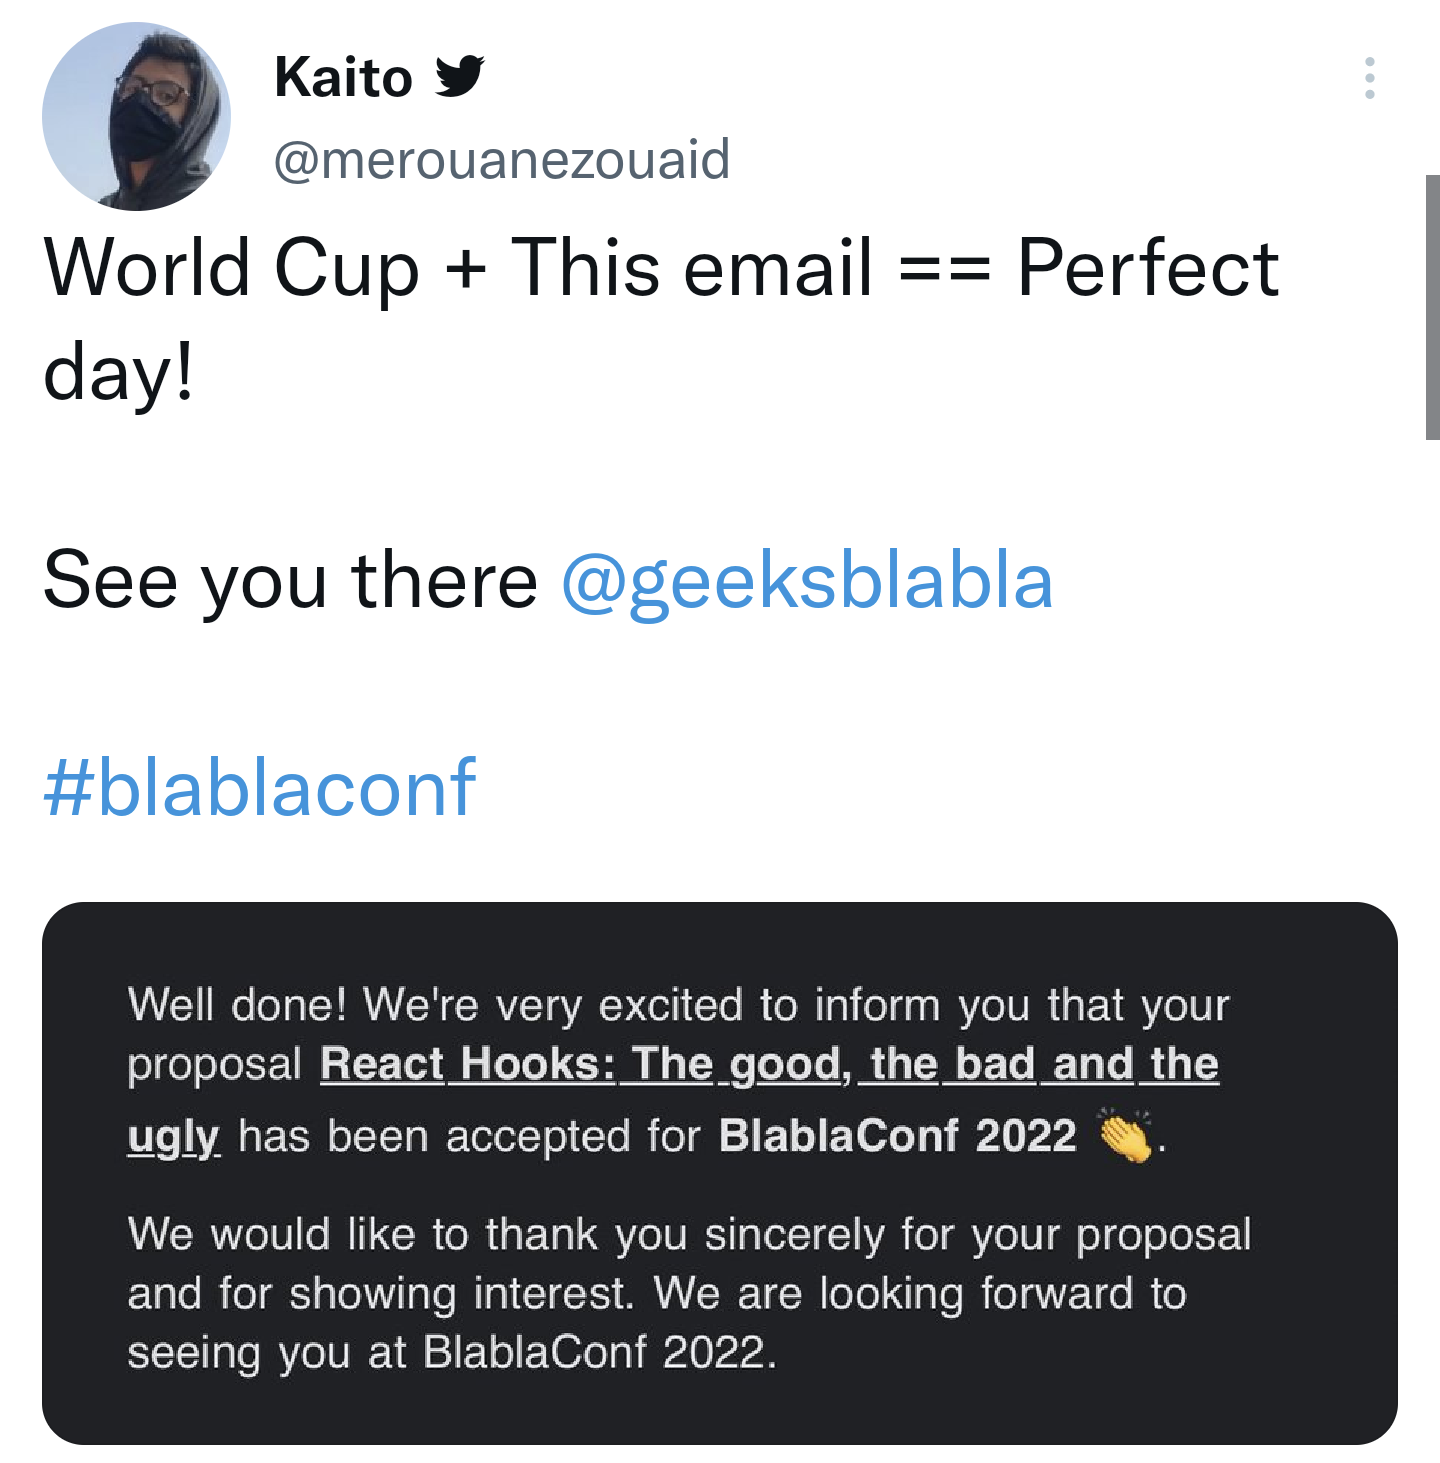 Kaito
@merouanezouaid
World Cup + This email == Perfect
day!
See you there @geeksblabla
#blablaconf
Well done! We're very excited to inform you that your
proposal React Hooks: The good, the bad and the
ugly has been accepted for BlablaConf 2022 👏.
We would like to thank you sincerely for your proposal
and for showing interest. We are looking forward to
seeing you at BlablaConf 2022.